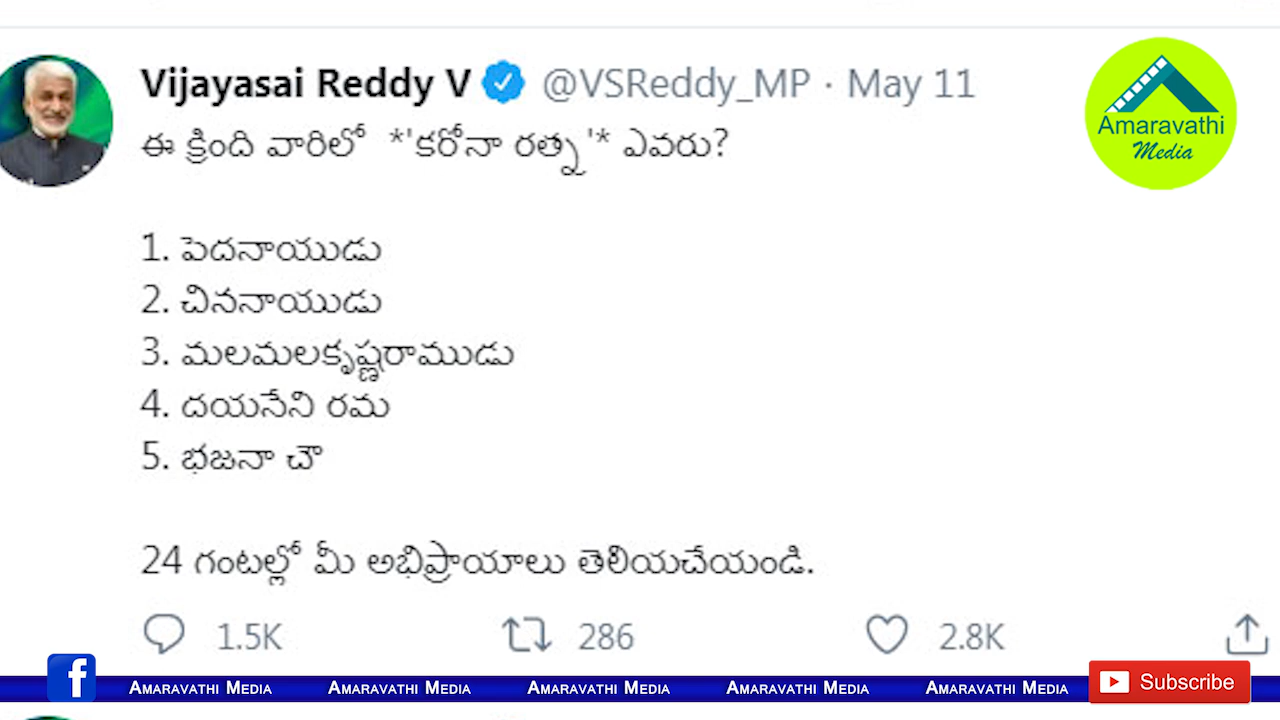 Vijayasai Reddy V @VSReddy_MP · May 11
ఈ క్రింది వారిలో *'కరోనా రత్న'* ఎవరు?
Amaravathi
Media
1. పెదనాయుడు
2. చిననాయుడు
3. మలమలకృష్ణరాముడు
4. దయనేని రమ
5. భజనా చౌ
24 గంటల్లో మీ అభిప్రాయాలు తెలియచేయండి.
1.5K 286 2.8K
f Amaravathi Media Amaravathi Media Amaravathi Media Amaravathi Media Amaravathi Media Subscribe